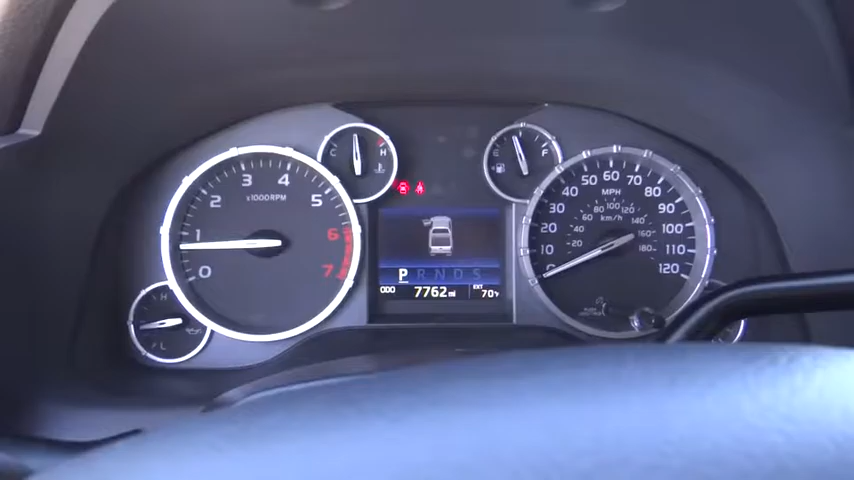 C H
E F
1 2 3 4 5 6 7 0
x1000RPM
10 20 30 40 50 60 70 80 90 100 110 120
MPH
20 40 60 80 100 120 140 160 180
km/h
P R N D S
ODO 7762 mi EXT 70°F
H
L